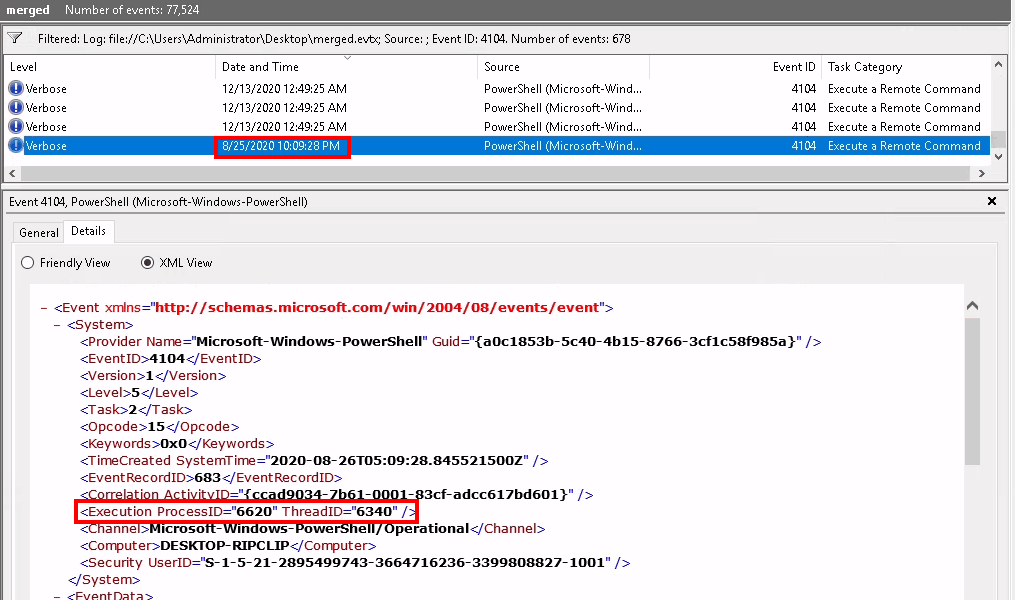 merged Number of events: 77,524
Filtered: Log: file://C:\Users\Administrator\Desktop\merged.evtx; Source: ; Event ID: 4104. Number of events: 678
Level Date and Time Source Event ID Task Category
Verbose 12/13/2020 12:49:25 AM PowerShell (Microsoft-Wind... 4104 Execute a Remote Command
Verbose 12/13/2020 12:49:25 AM PowerShell (Microsoft-Wind... 4104 Execute a Remote Command
Verbose 12/13/2020 12:49:25 AM PowerShell (Microsoft-Wind... 4104 Execute a Remote Command
Verbose 8/25/2020 10:09:28 PM PowerShell (Microsoft-Wind... 4104 Execute a Remote Command
Event 4104, PowerShell (Microsoft-Windows-PowerShell)
General Details
Friendly View XML View
- <Event xmlns="http://schemas.microsoft.com/win/2004/08/events/event">
- <System>
<Provider Name="Microsoft-Windows-PowerShell" Guid="{a0c1853b-5c40-4b15-8766-3cf1c58f985a}" />
<EventID>4104</EventID>
<Version>1</Version>
<Level>5</Level>
<Task>2</Task>
<Opcode>15</Opcode>
<Keywords>0x0</Keywords>
<TimeCreated SystemTime="2020-08-26T05:09:28.845521500Z" />
<EventRecordID>683</EventRecordID>
<Correlation ActivityID="{ccad9034-7b61-0001-83cf-adcc617bd601}" />
<Execution ProcessID="6620" ThreadID="6340" />
<Channel>Microsoft-Windows-PowerShell/Operational</Channel>
<Computer>DESKTOP-RIPCLIP</Computer>
<Security UserID="S-1-5-21-2895499743-3664716236-3399808827-1001" />
</System>
- <EventData>